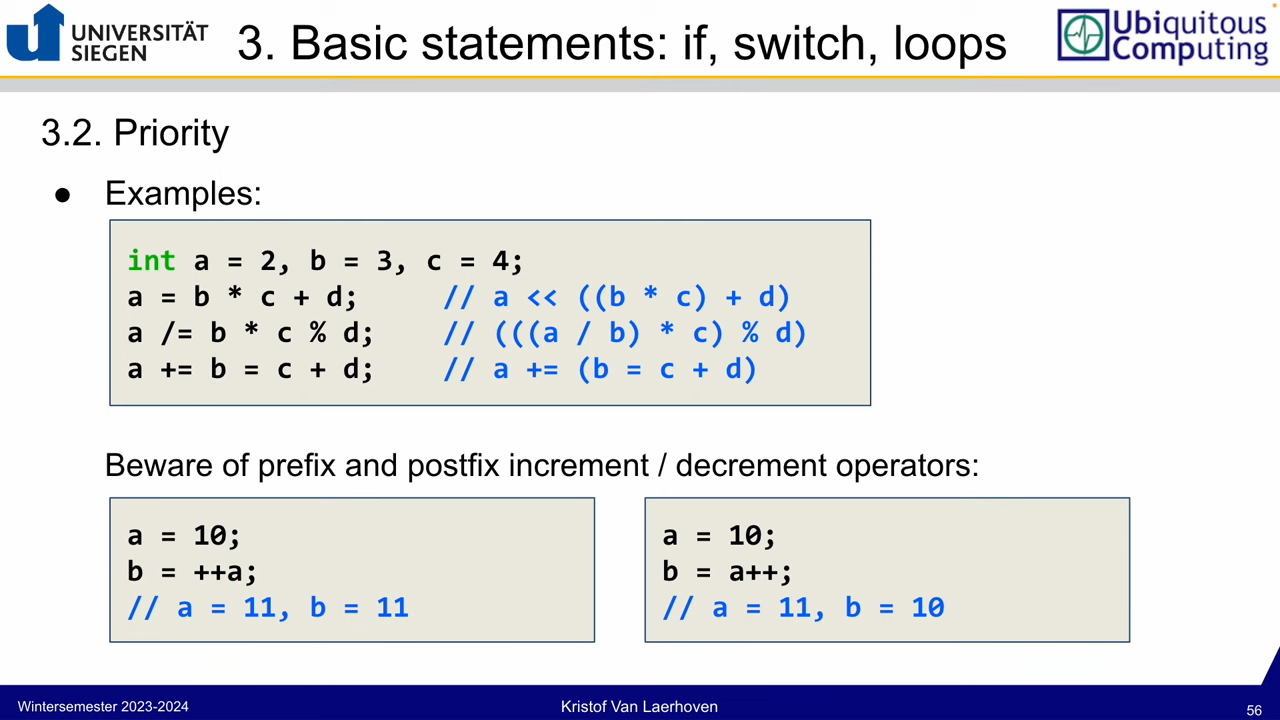 UNIVERSITÄT
SIEGEN
3. Basic statements: if, switch, loops
Ubiquitous
Computing
3.2. Priority
● Examples:
int a = 2, b = 3, c = 4;
a = b * c + d; // a << ((b * c) + d)
a /= b * c % d; // (((a / b) * c) % d)
a += b = c + d; // a += (b = c + d)
Beware of prefix and postfix increment / decrement operators:
a = 10;
b = ++a;
// a = 11, b = 11
a = 10;
b = a++;
// a = 11, b = 10
Wintersemester 2023-2024
Kristof Van Laerhoven
56